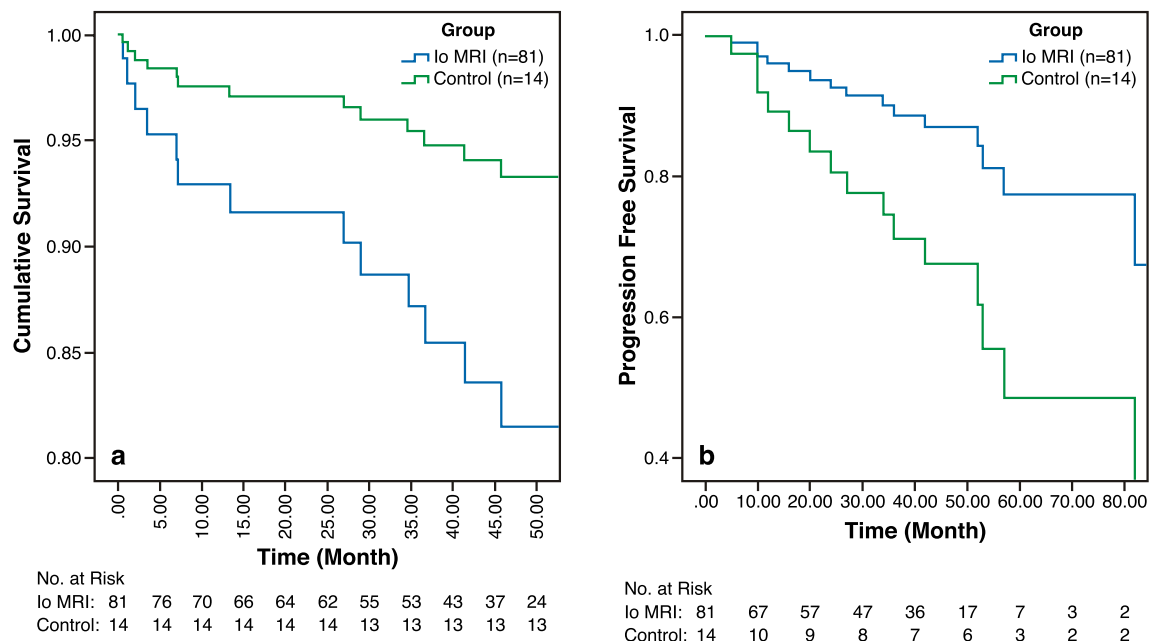 Group
Io MRI (n=81)
Control (n=14)
1.00
0.95
0.90
0.85
0.80
Cumulative Survival
a
.00 5.00 10.00 15.00 20.00 25.00 30.00 35.00 40.00 45.00 50.00
Time (Month)
No. at Risk
Io MRI: 81 76 70 66 64 62 55 53 43 37 24
Control: 14 14 14 14 14 14 13 13 13 13 13
Group
Io MRI (n=81)
Control (n=14)
1.0
0.8
0.6
0.4
Progression Free Survival
b
.00 10.00 20.00 30.00 40.00 50.00 60.00 70.00 80.00
Time (Month)
No. at Risk
Io MRI: 81 67 57 47 36 17 7 3 2
Control: 14 10 9 8 7 6 3 2 2